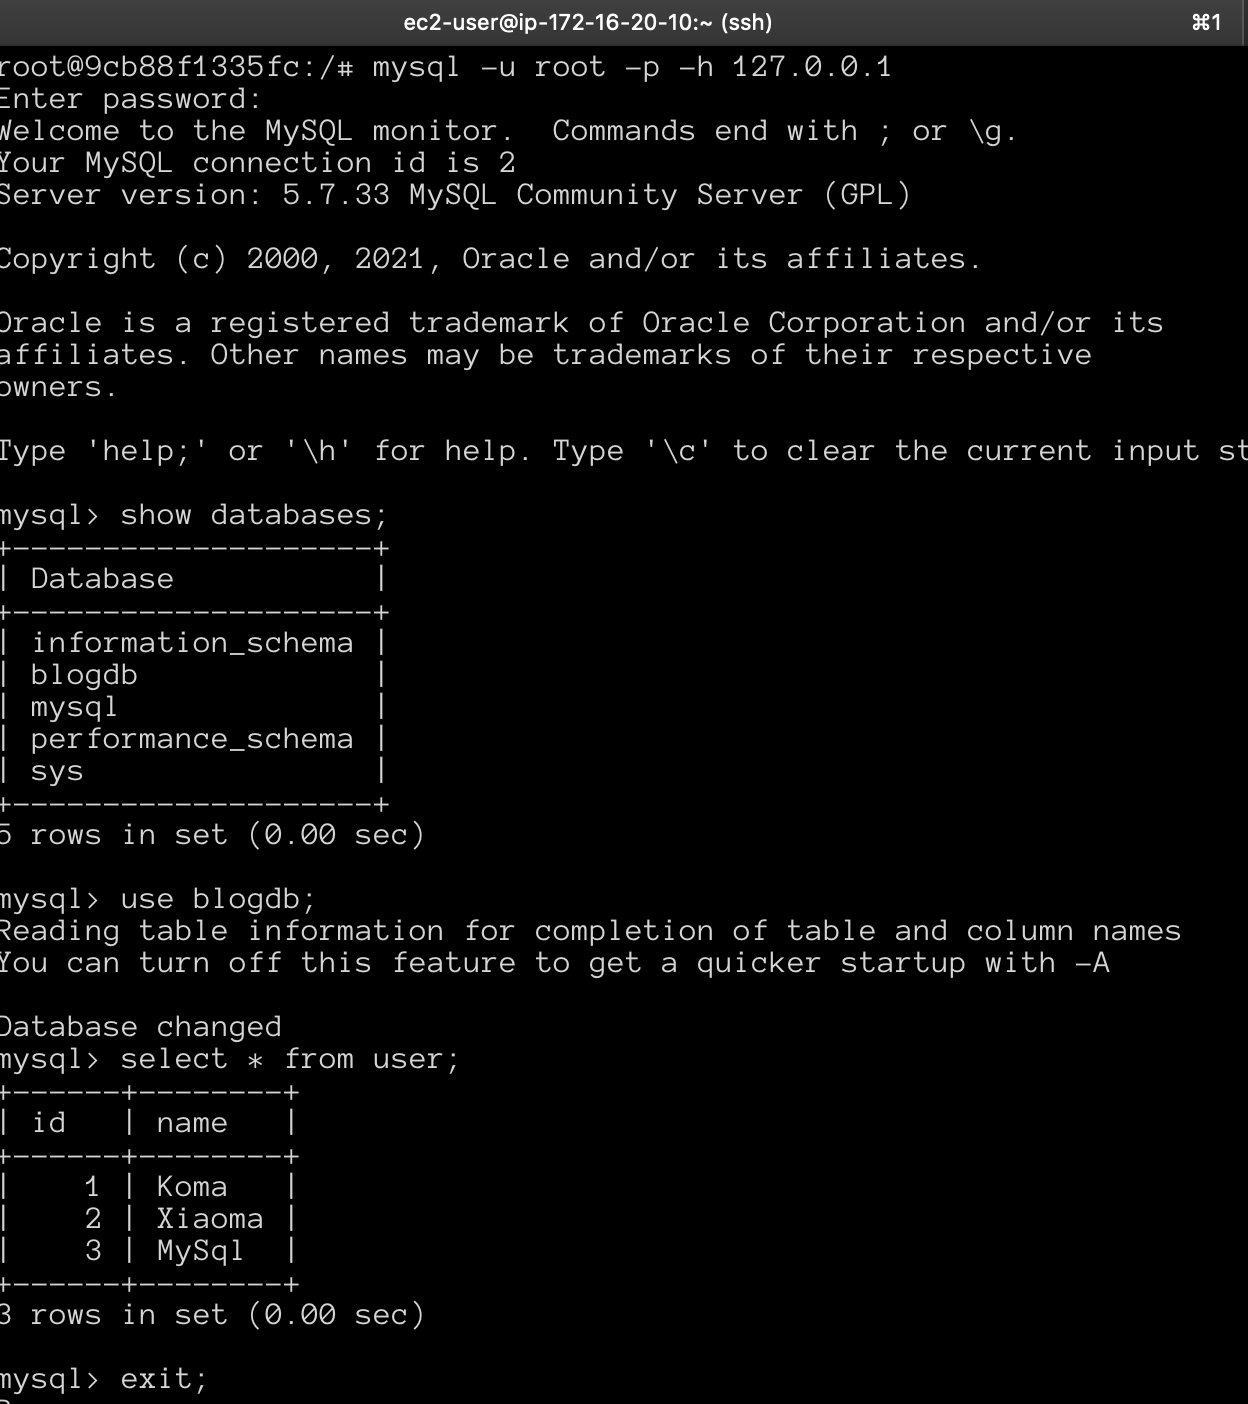 ec2-user@ip-172-16-20-10:~ (ssh) ⌘1
root@9cb88f1335fc:/# mysql -u root -p -h 127.0.0.1
Enter password:
Welcome to the MySQL monitor.  Commands end with ; or \g.
Your MySQL connection id is 2
Server version: 5.7.33 MySQL Community Server (GPL)
Copyright (c) 2000, 2021, Oracle and/or its affiliates.
Oracle is a registered trademark of Oracle Corporation and/or its
affiliates. Other names may be trademarks of their respective
owners.
Type 'help;' or '\h' for help. Type '\c' to clear the current input st
mysql> show databases;
+--------------------+
| Database           |
+--------------------+
| information_schema |
| blogdb             |
| mysql              |
| performance_schema |
| sys                |
+--------------------+
5 rows in set (0.00 sec)
mysql> use blogdb;
Reading table information for completion of table and column names
You can turn off this feature to get a quicker startup with -A
Database changed
mysql> select * from user;
+------+--------+
| id   | name   |
+------+--------+
|    1 | Koma   |
|    2 | Xiaoma |
|    3 | MySql  |
+------+--------+
3 rows in set (0.00 sec)
mysql> exit;